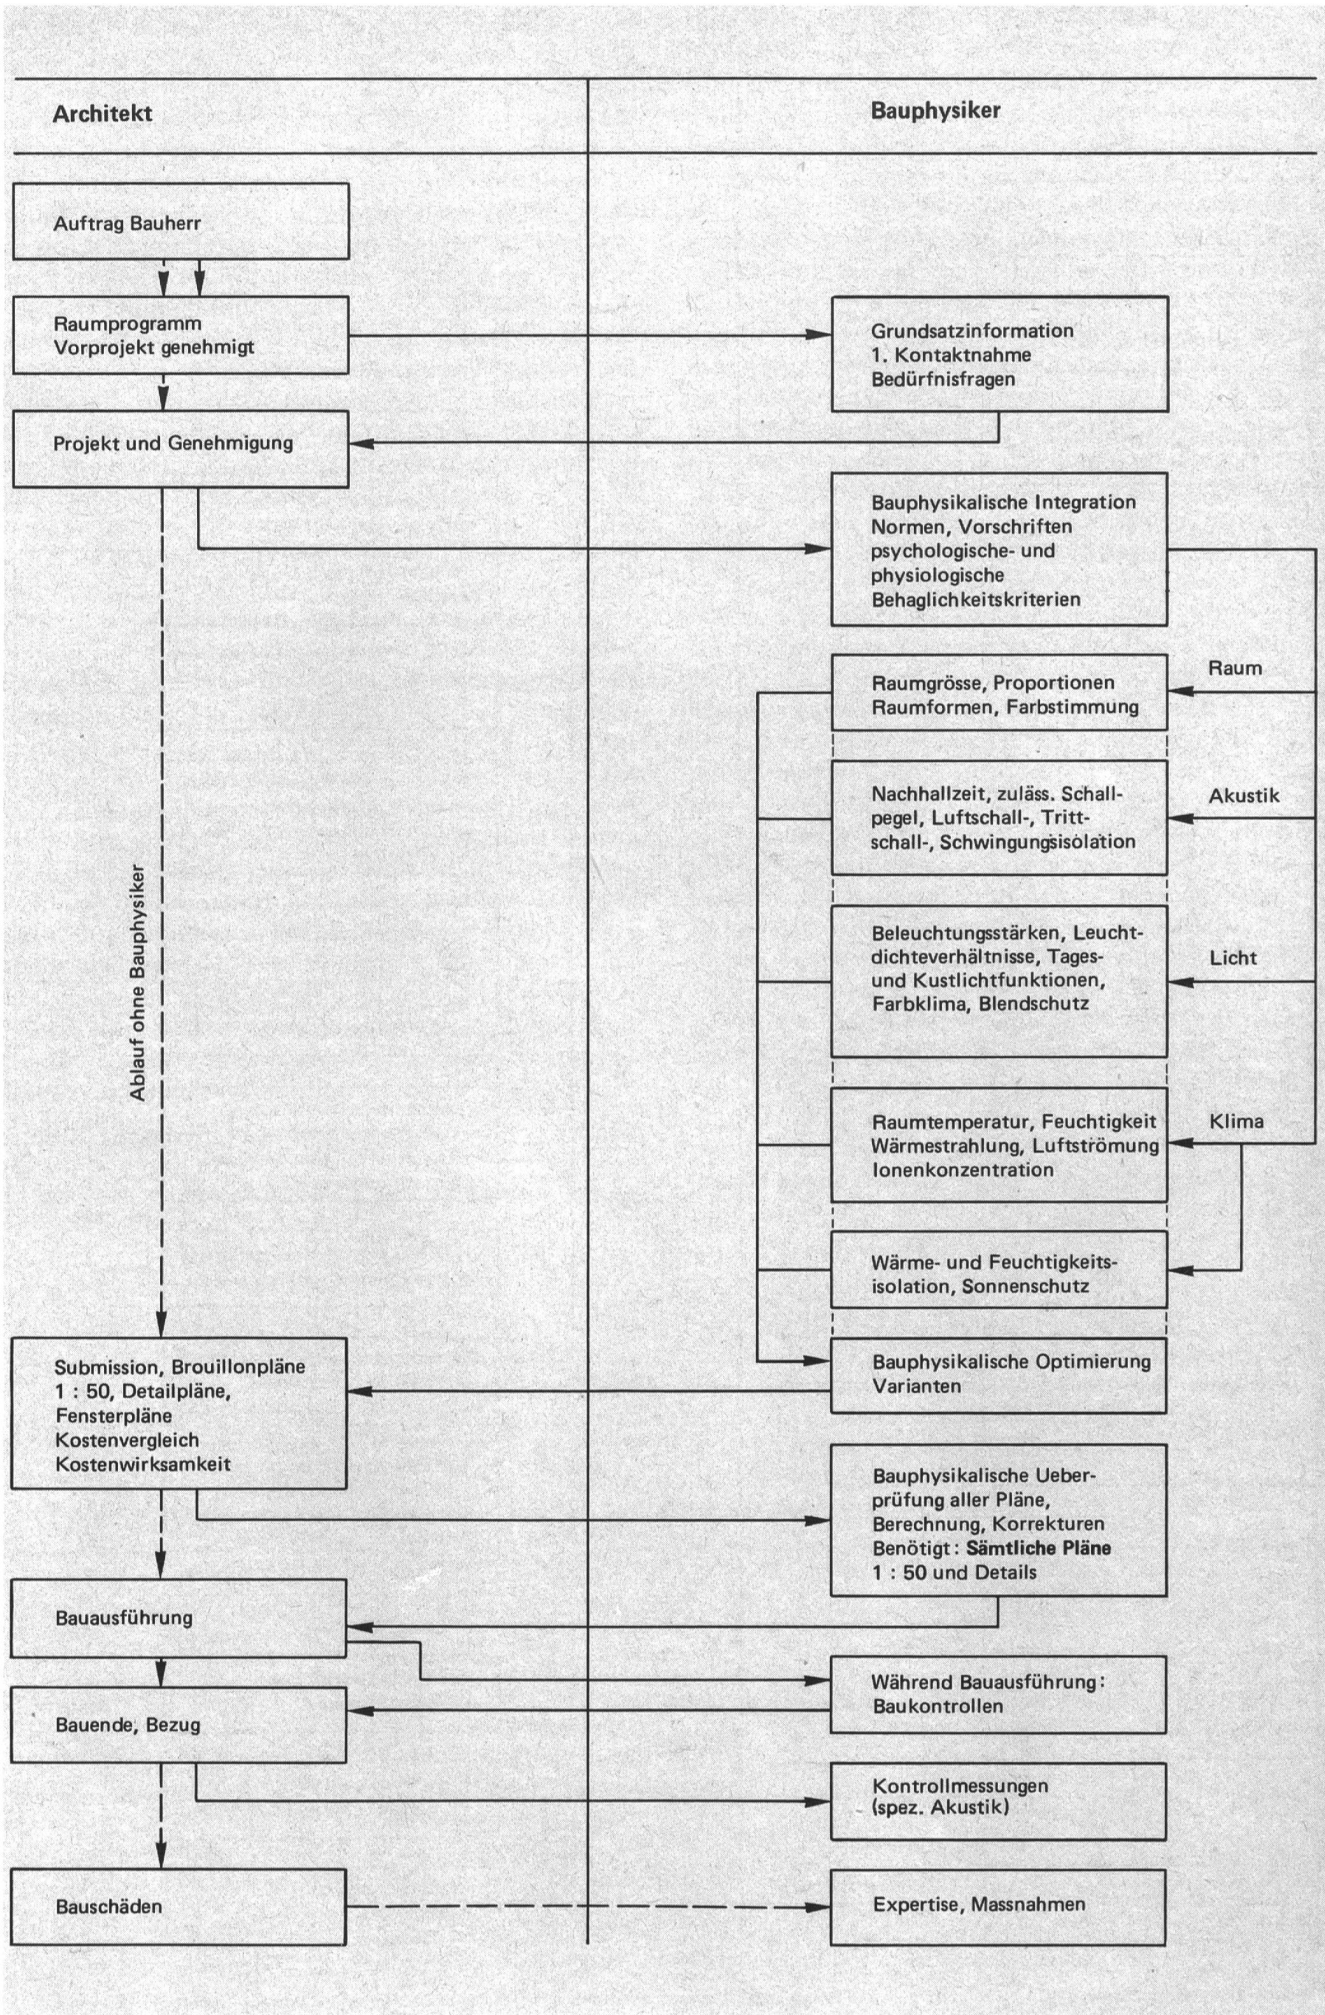 Architekt
Bauphysiker
Auftrag Bauherr
Raumprogramm
Vorprojekt genehmigt
Grundsatzinformation
1. Kontaktnahme
Bedürfnisfragen
Projekt und Genehmigung
Bauphysikalische Integration
Normen, Vorschriften
psychologische- und
physiologische
Behaglichkeitskriterien
Raum
Raumgrösse, Proportionen
Raumformen, Farbstimmung
Akustik
Nachhallzeit, zuläss. Schall-
pegel, Luftschall-, Tritt-
schall-, Schwingungsisolation
Licht
Beleuchtungsstärken, Leucht-
dichteverhältnisse, Tages-
und Kustlichtfunktionen,
Farbklima, Blendschutz
Ablauf ohne Bauphysiker
Klima
Raumtemperatur, Feuchtigkeit
Wärmestrahlung, Luftströmung
Ionenkonzentration
Wärme- und Feuchtigkeits-
isolation, Sonnenschutz
Bauphysikalische Optimierung
Varianten
Submission, Brouillonpläne
1 : 50, Detailpläne,
Fensterpläne
Kostenvergleich
Kostenwirksamkeit
Bauphysikalische Ueber-
prüfung aller Pläne,
Berechnung, Korrekturen
Benötigt: Sämtliche Pläne
1 : 50 und Details
Bauausführung
Während Bauausführung:
Baukontrollen
Bauende, Bezug
Kontrollmessungen
(spez. Akustik)
Bauschäden
Expertise, Massnahmen